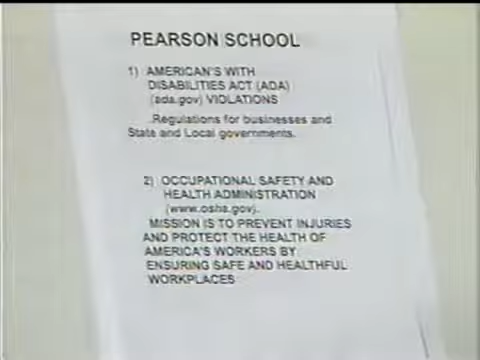 PEARSON SCHOOL
1) AMERICAN'S WITH
DISABILITIES ACT (ADA)
(ada.gov) VIOLATIONS
.Regulations for businesses and
State and Local governments.
2) OCCUPATIONAL SAFETY AND
HEALTH ADMINISTRATION
(www.osha.gov).
MISSION IS TO PREVENT INJURIES
AND PROTECT THE HEALTH OF
AMERICA'S WORKERS BY
ENSURING SAFE AND HEALTHFUL
WORKPLACES